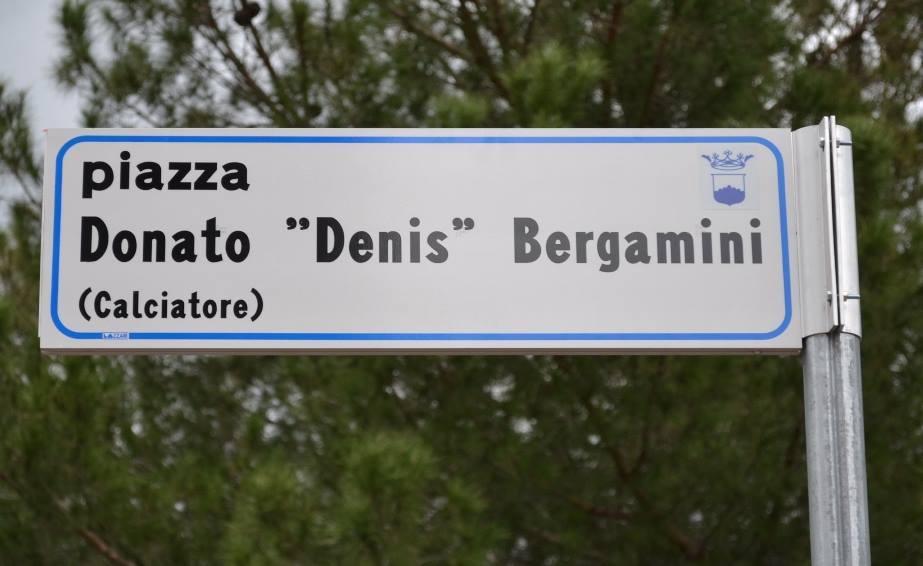 piazza
Donato "Denis" Bergamini
(Calciatore)